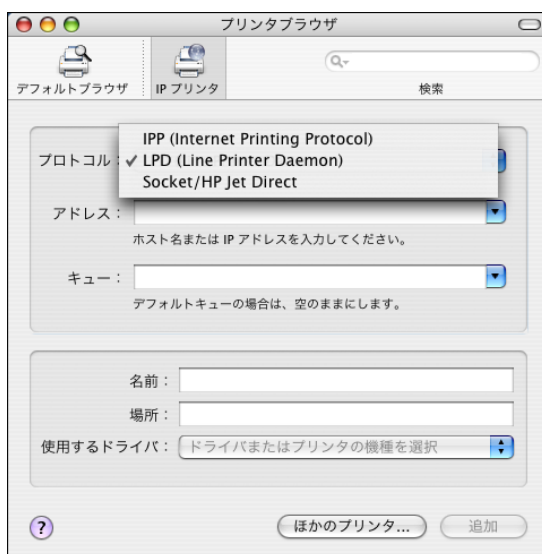 プリンタブラウザ
デフォルトブラウザ
IP プリンタ
検索
プロトコル：
IPP (Internet Printing Protocol)
✓ LPD (Line Printer Daemon)
Socket/HP Jet Direct
アドレス：
ホスト名または IP アドレスを入力してください。
キュー：
デフォルトキューの場合は、空のままにします。
名前：
場所：
使用するドライバ： ドライバまたはプリンタの機種を選択
?
ほかのプリンタ...
追加